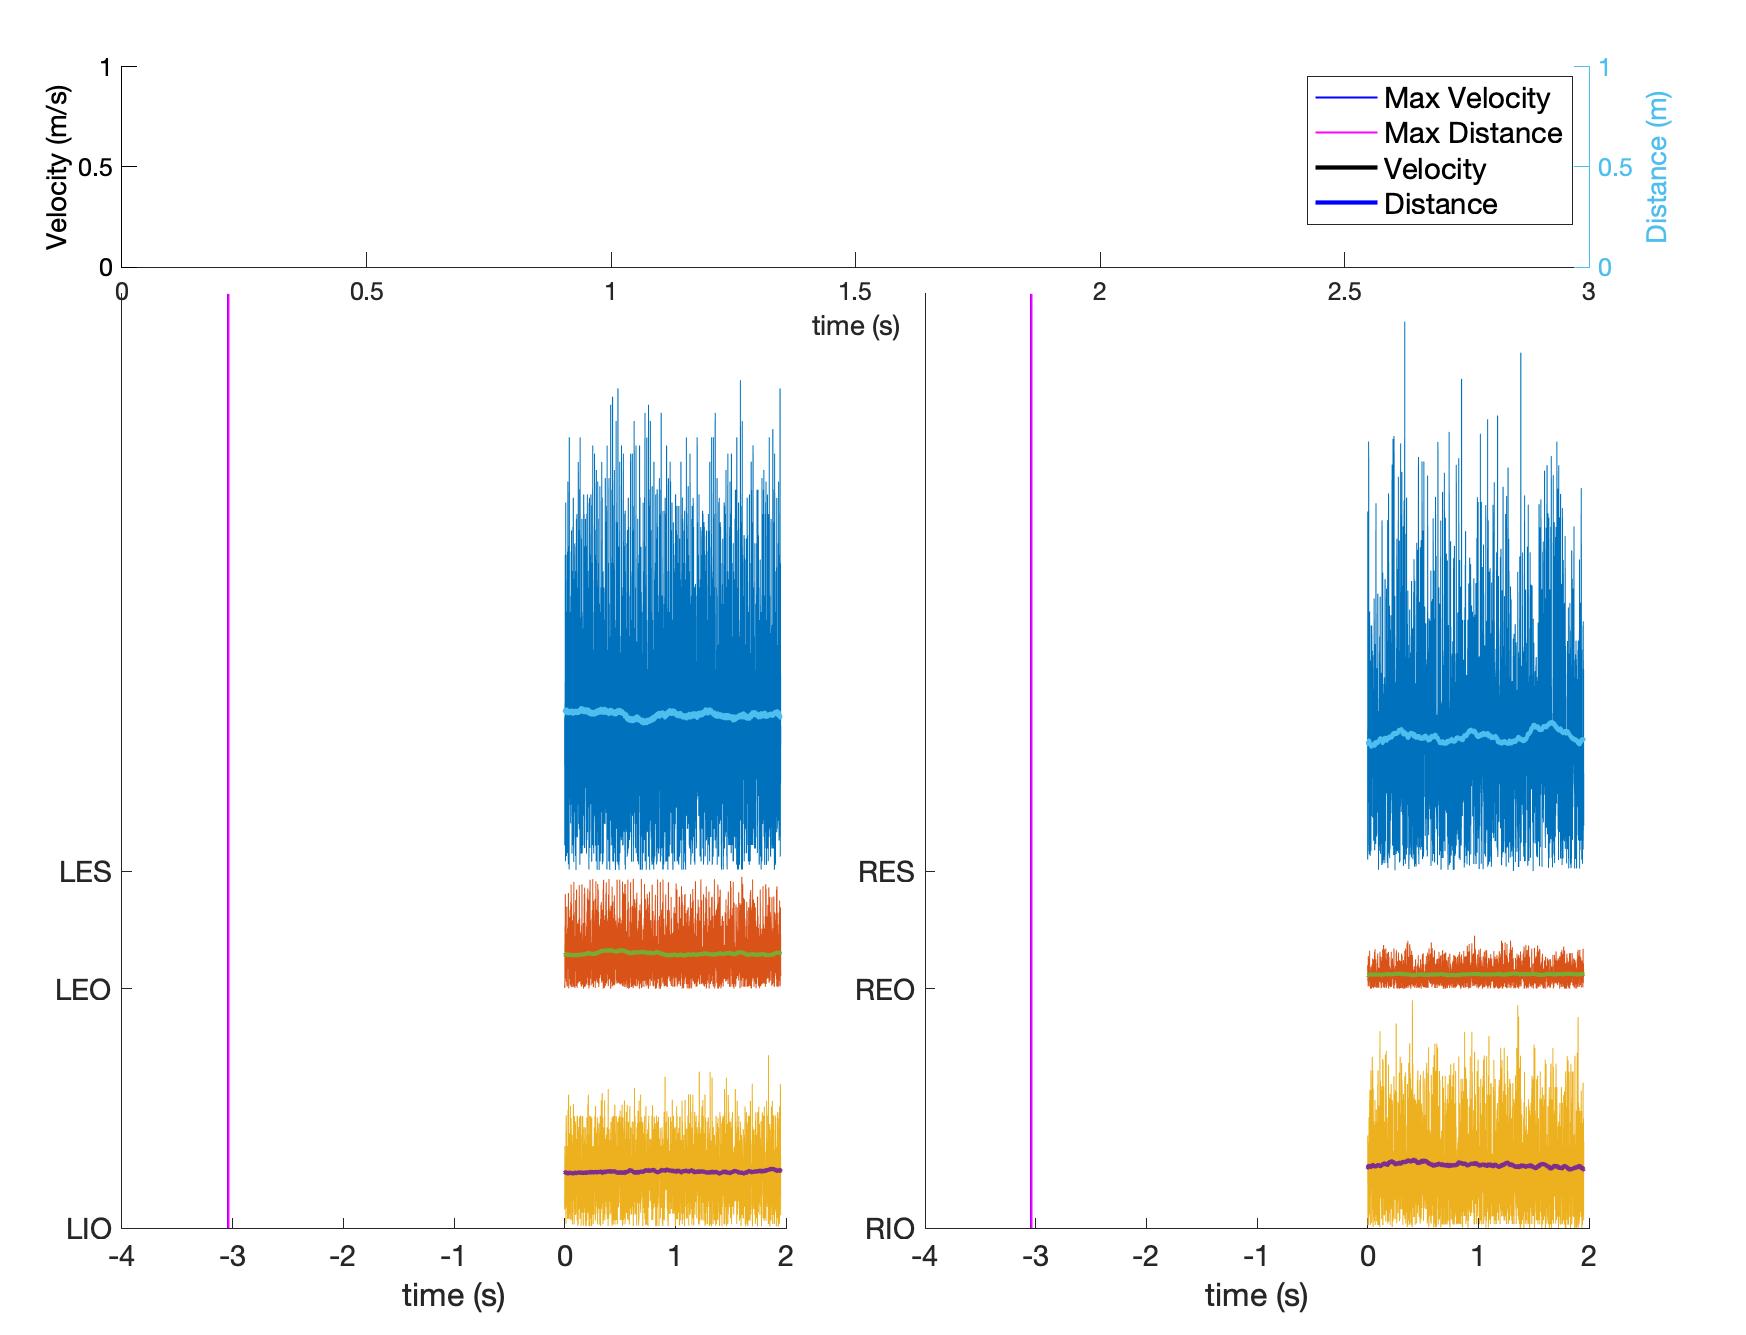 Velocity (m/s)
1
0.5
0
Max Velocity
Max Distance
Velocity
Distance
1
0.5
0
Distance (m)
0 0.5 1 1.5 2 2.5 3
time (s)
LES
LEO
LIO
-4 -3 -2 -1 0 1 2
time (s)
RES
REO
RIO
-4 -3 -2 -1 0 1 2
time (s)